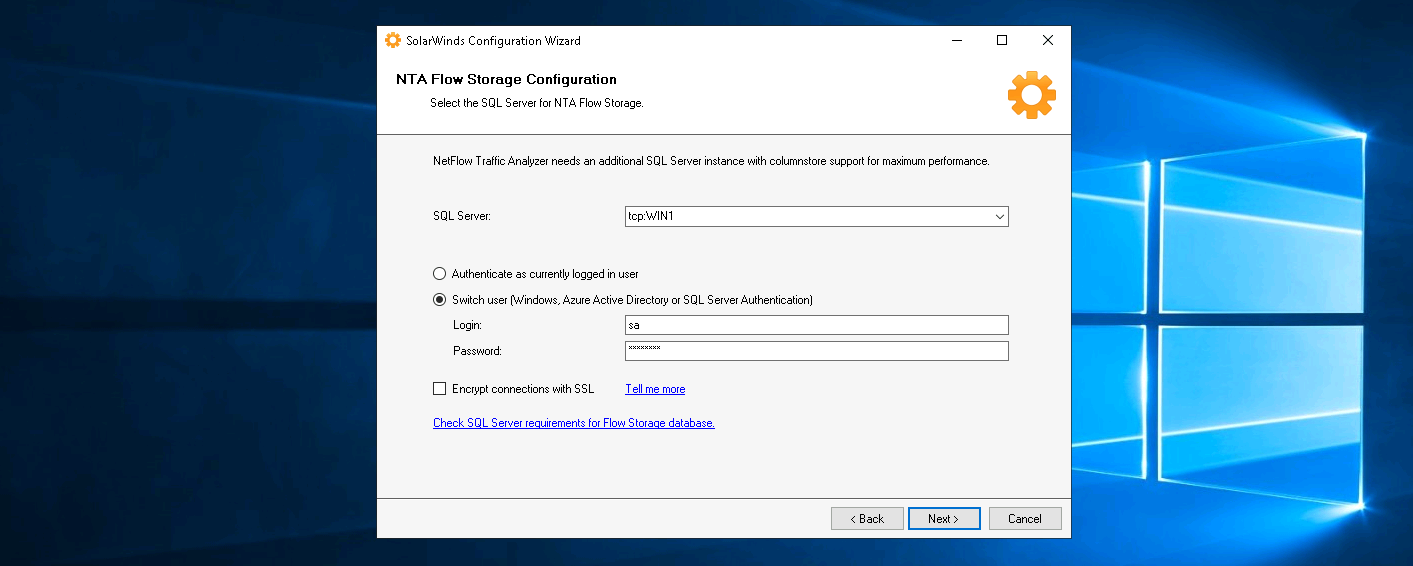 SolarWinds Configuration Wizard
NTA Flow Storage Configuration
Select the SQL Server for NTA Flow Storage.
NetFlow Traffic Analyzer needs an additional SQL Server instance with columnstore support for maximum performance.
SQL Server: tcp:WIN1
Authenticate as currently logged in user
Switch user (Windows, Azure Active Directory or SQL Server Authentication)
Login: sa
Password: ********
Encrypt connections with SSL Tell me more
Check SQL Server requirements for Flow Storage database.
< Back Next > Cancel